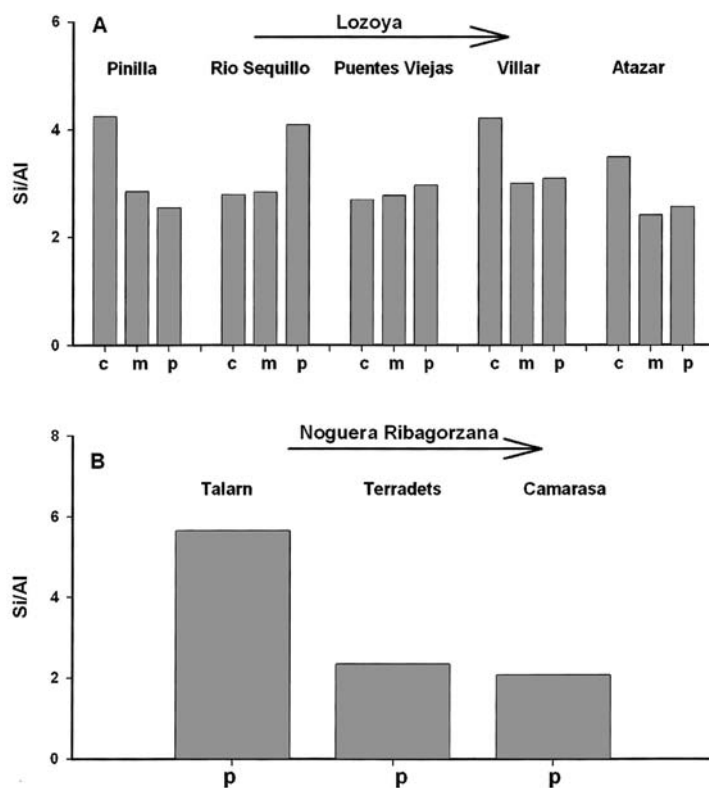 A
Lozoya
Pinilla Rio Sequillo Puentes Viejas Villar Atazar
6
4
2
0
Si/Al
c m p c m p c m p c m p c m p
B
Noguera Ribagorzana
Talarn Terradets Camarasa
8
6
4
2
0
Si/Al
p p p